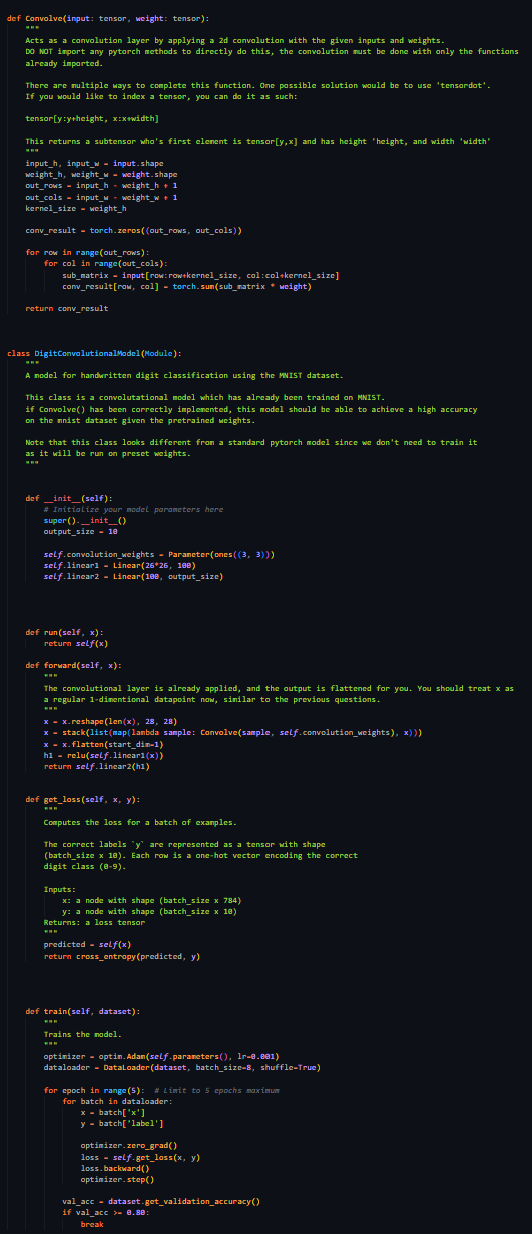 def Convolve(input: tensor, weight: tensor):
    """
    Acts as a convolution layer by applying a 2d convolution with the given inputs and weights.
    DO NOT import any pytorch methods to directly do this, the convolution must be done with only the functions
    already imported.

    There are multiple ways to complete this function. One possible solution would be to use 'tensordot'.
    If you would like to index a tensor, you can do it as such:

    tensor[y:y+height, x:x+width]

    This returns a subtensor who's first element is tensor[y,x] and has height 'height, and width 'width'
    """
    input_h, input_w = input.shape
    weight_h, weight_w = weight.shape
    out_rows = input_h - weight_h + 1
    out_cols = input_w - weight_w + 1
    kernel_size = weight_h

    conv_result = torch.zeros((out_rows, out_cols))

    for row in range(out_rows):
        for col in range(out_cols):
            sub_matrix = input[row:row+kernel_size, col:col+kernel_size]
            conv_result[row, col] = torch.sum(sub_matrix * weight)

    return conv_result

class DigitConvolutionalModel(Module):
    """
    A model for handwritten digit classification using the MNIST dataset.

    This class is a convolutational model which has already been trained on MNIST.
    if Convolve() has been correctly implemented, this model should be able to achieve a high accuracy
    on the mnist dataset given the pretrained weights.

    Note that this class looks different from a standard pytorch model since we don't need to train it
    as it will be run on preset weights.
    """

    def __init__(self):
        # Initialize your model parameters here
        super().__init__()
        output_size = 10

        self.convolution_weights = Parameter(ones((3, 3)))
        self.linear1 = Linear(26*26, 100)
        self.linear2 = Linear(100, output_size)

    def run(self, x):
        return self(x)

    def forward(self, x):
        """
        The convolutional layer is already applied, and the output is flattened for you. You should treat x as
        a regular 1-dimentional datapoint now, similar to the previous questions.
        """
        x = x.reshape(len(x), 28, 28)
        x = stack(list(map(lambda sample: Convolve(sample, self.convolution_weights), x)))
        x = x.flatten(start_dim=1)
        h1 = relu(self.linear1(x))
        return self.linear2(h1)

    def get_loss(self, x, y):
        """
        Computes the loss for a batch of examples.

        The correct labels `y` are represented as a tensor with shape
        (batch_size x 10). Each row is a one-hot vector encoding the correct
        digit class (0-9).

        Inputs:
            x: a node with shape (batch_size x 784)
            y: a node with shape (batch_size x 10)
        Returns: a loss tensor
        """
        predicted = self(x)
        return cross_entropy(predicted, y)

    def train(self, dataset):
        """
        Trains the model.
        """
        optimizer = optim.Adam(self.parameters(), lr=0.001)
        dataloader = DataLoader(dataset, batch_size=8, shuffle=True)

        for epoch in range(5):  # Limit to 5 epochs maximum
            for batch in dataloader:
                x = batch['x']
                y = batch['label']

                optimizer.zero_grad()
                loss = self.get_loss(x, y)
                loss.backward()
                optimizer.step()

            val_acc = dataset.get_validation_accuracy()
            if val_acc >= 0.80:
                break